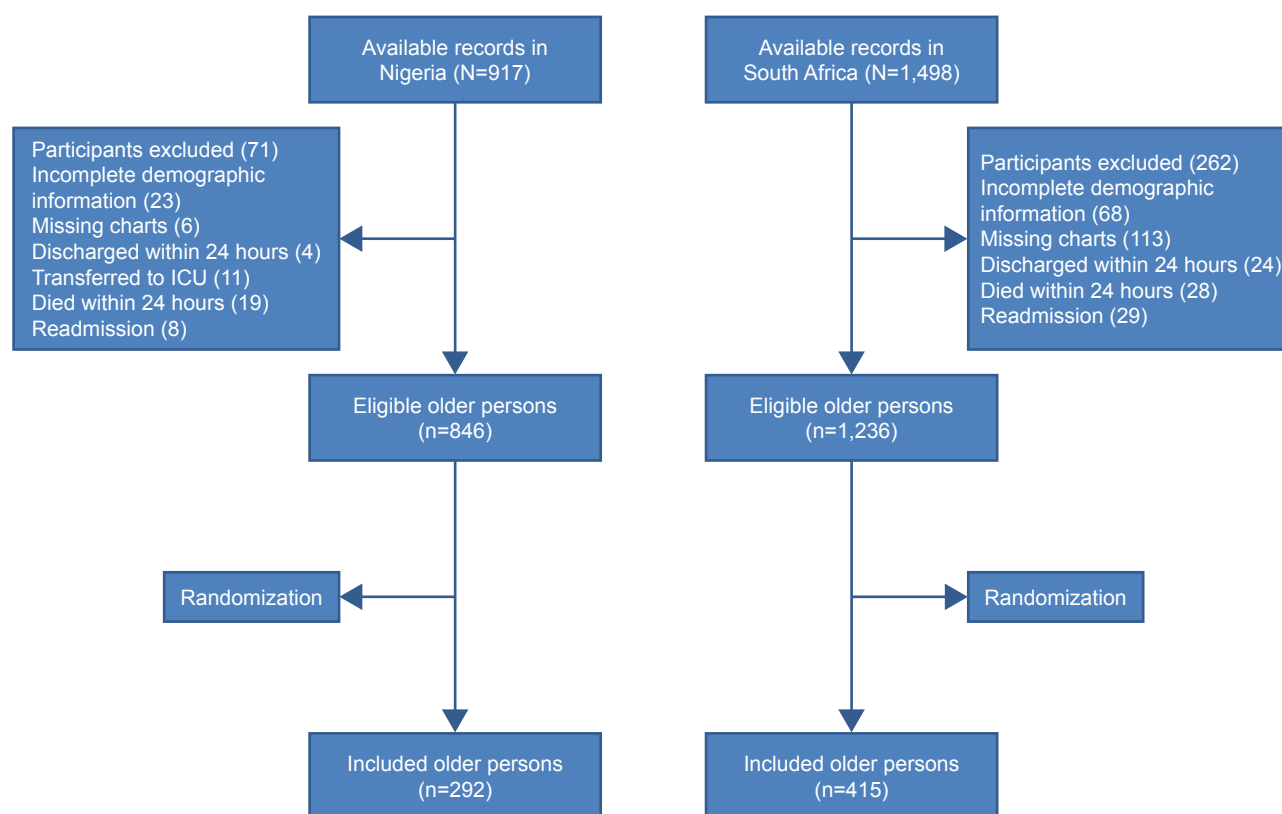 Available records in
Nigeria (N=917)
Available records in
South Africa (N=1,498)
Participants excluded (71)
Incomplete demographic
information (23)
Missing charts (6)
Discharged within 24 hours (4)
Transferred to ICU (11)
Died within 24 hours (19)
Readmission (8)
Participants excluded (262)
Incomplete demographic
information (68)
Missing charts (113)
Discharged within 24 hours (24)
Died within 24 hours (28)
Readmission (29)
Eligible older persons
(n=846)
Eligible older persons
(n=1,236)
Randomization
Randomization
Included older persons
(n=292)
Included older persons
(n=415)